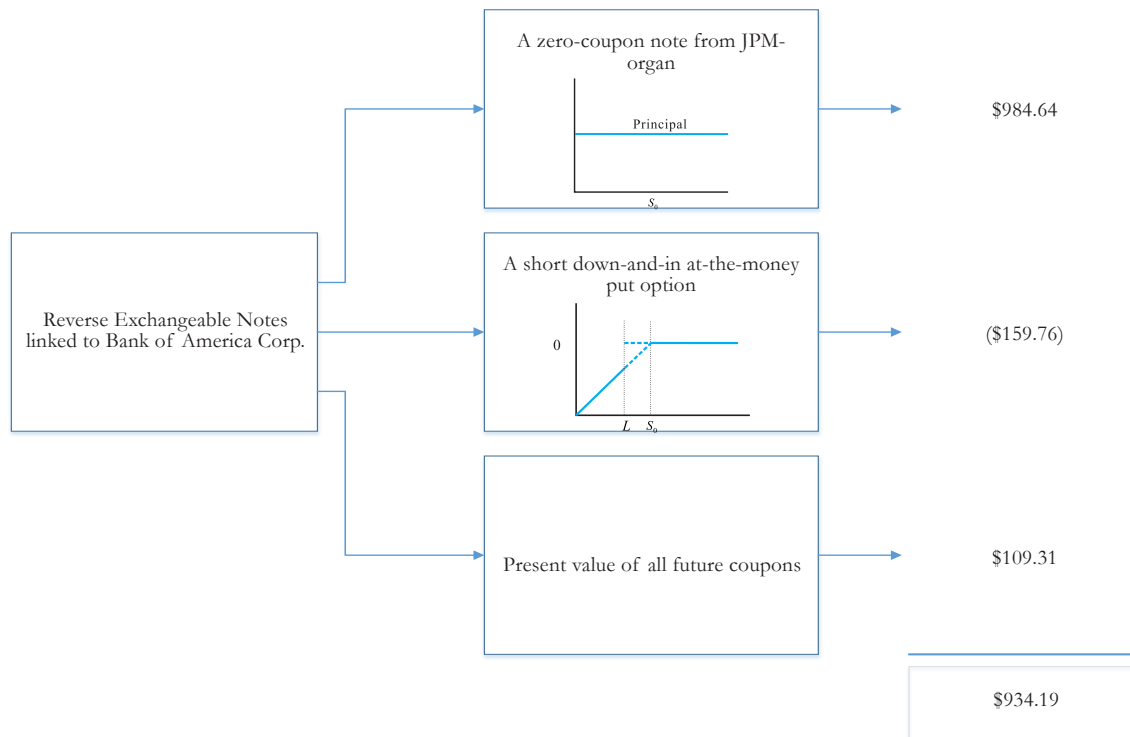 A zero-coupon note from JPM-
organ
Principal
S₀
$984.64
Reverse Exchangeable Notes
linked to Bank of America Corp.
A short down-and-in at-the-money
put option
0
L S₀
($159.76)
Present value of all future coupons
$109.31
$934.19